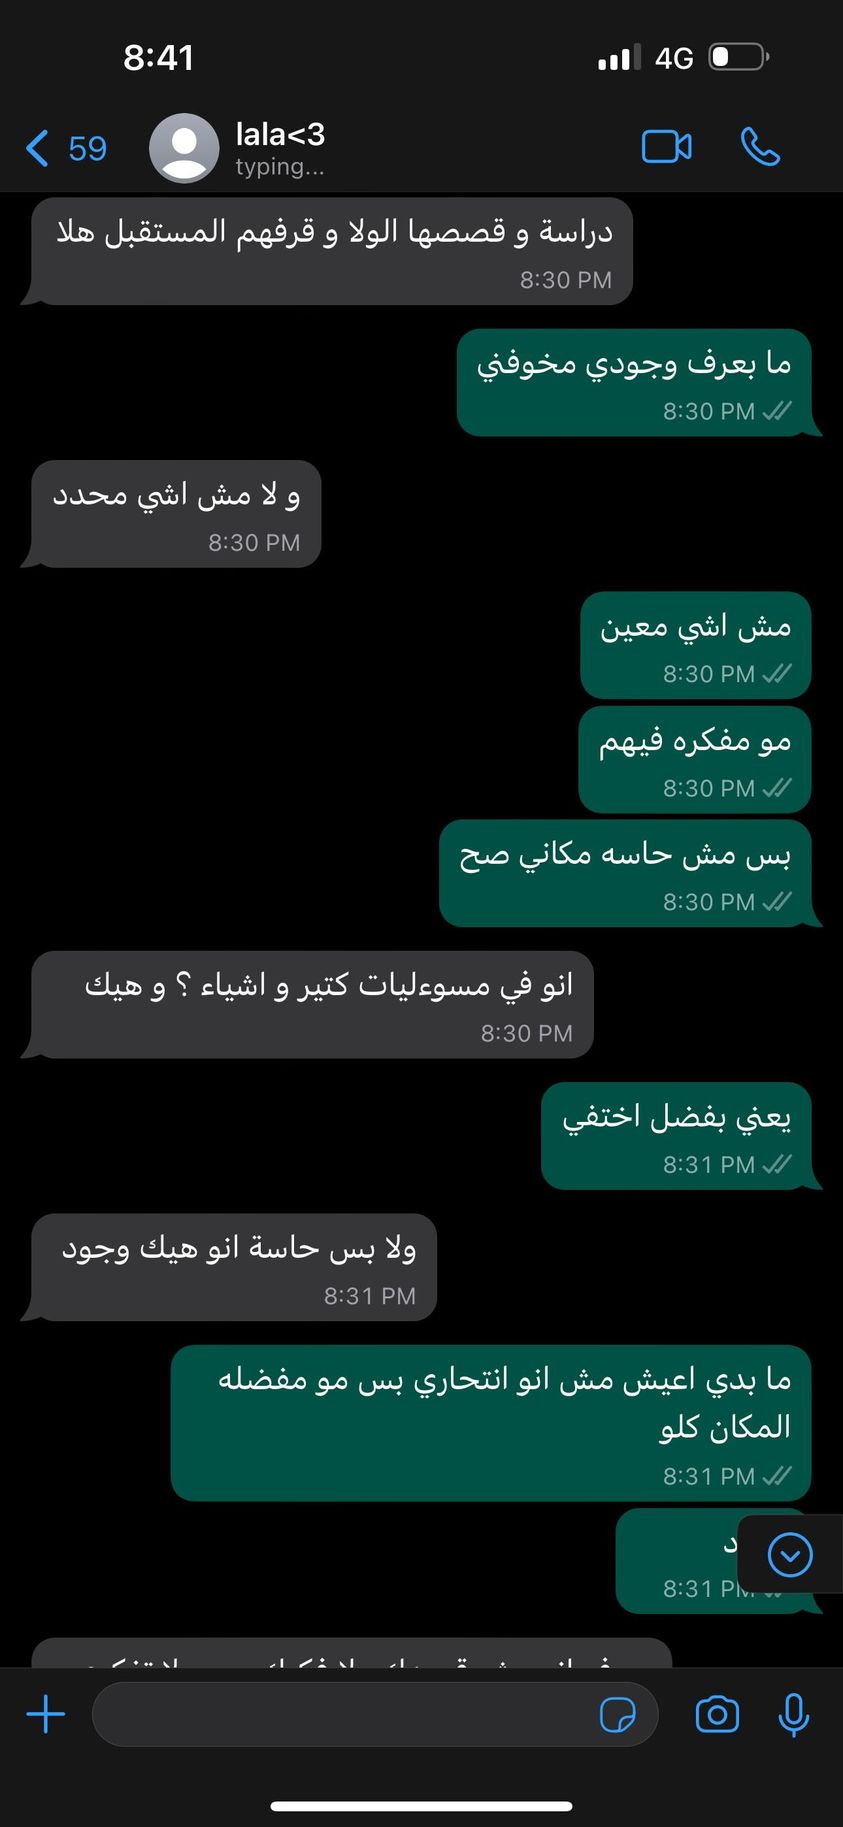 8:41
4G
59
lala<3
typing...
دراسة و قصصها الولا و قرفهم المستقبل هلا
8:30 PM
ما بعرف وجودي مخوفني
8:30 PM
و لا مش اشي محدد
8:30 PM
مش اشي معين
8:30 PM
مو مفكره فيهم
8:30 PM
بس مش حاسه مكاني صح
8:30 PM
انو في مسوءليات كتير و اشياء ؟ و هيك
8:30 PM
يعني بفضل اختفي
8:31 PM
ولا بس حاسة انو هيك وجود
8:31 PM
ما بدي اعيش مش انو انتحاري بس مو مفضله
المكان كلو
8:31 PM
8:31 PM